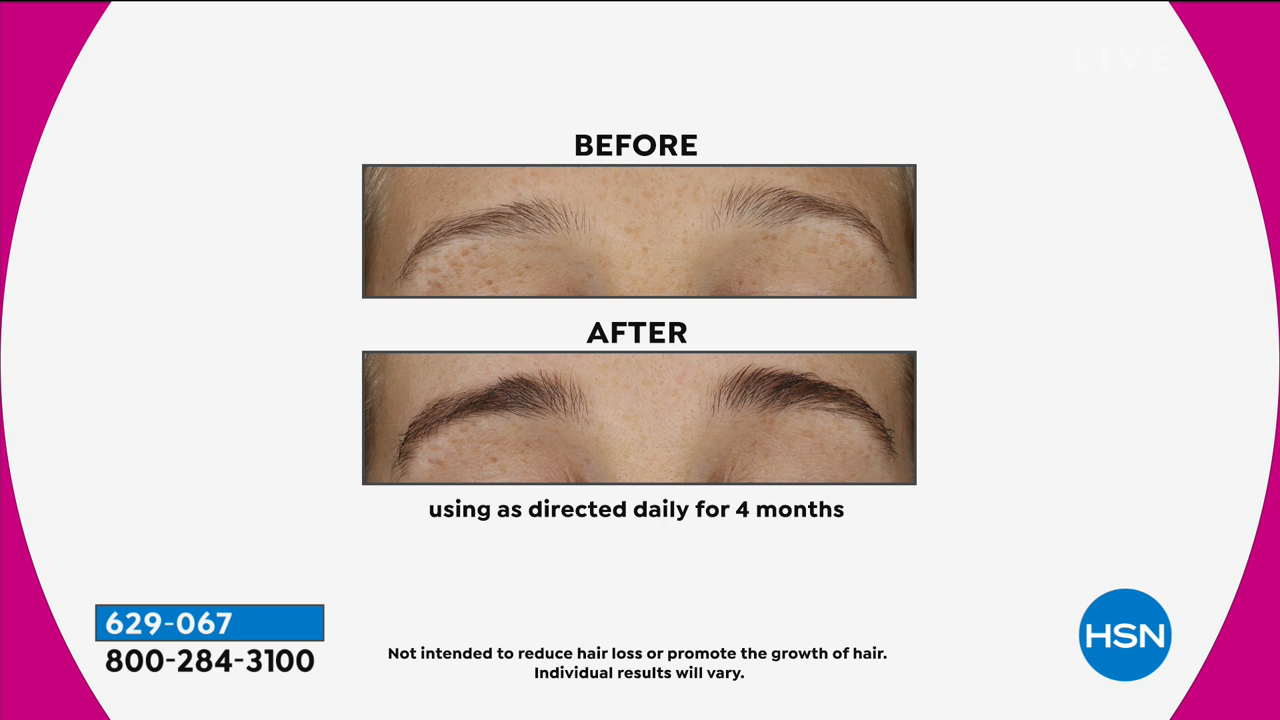 LIVE
BEFORE
AFTER
using as directed daily for 4 months
629-067
800-284-3100
Not intended to reduce hair loss or promote the growth of hair.
Individual results will vary.
HSN